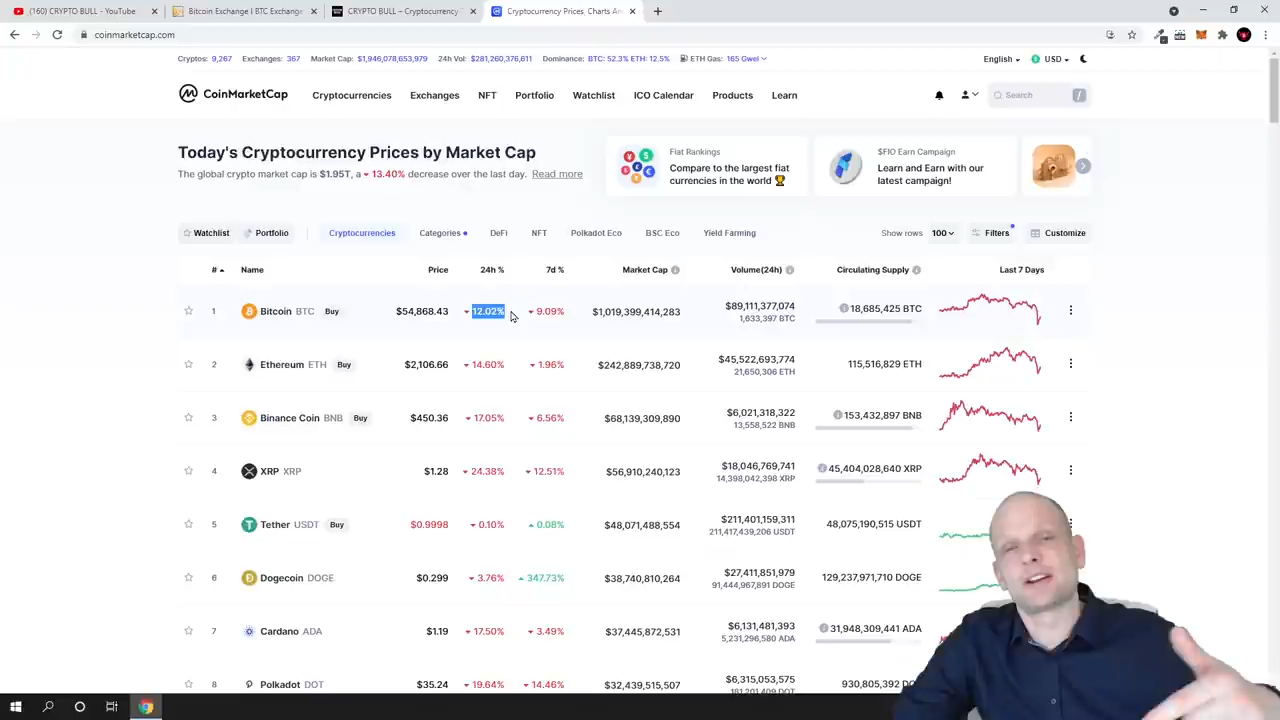 (160) CRYPTO BULL - YouTube
Bitcoin Exchange | BTC Exchang
CRYPTO BULL – Cryptocurrency
Cryptocurrency Prices, Charts An
coinmarketcap.com
Cryptos: 9,267 Exchanges: 367 Market Cap: $1,946,078,653,979 24h Vol: $281,260,376,611 Dominance: BTC: 52.3% ETH: 12.5% ETH Gas: 165 Gwei English USD
CoinMarketCap
Cryptocurrencies Exchanges NFT Portfolio Watchlist ICO Calendar Products Learn
Search /
Today's Cryptocurrency Prices by Market Cap
The global crypto market cap is $1.95T, a 13.40% decrease over the last day. Read more
Fiat Rankings
Compare to the largest fiat
currencies in the world
$FIO Earn Campaign
Learn and Earn with our
latest campaign!
Watchlist Portfolio Cryptocurrencies Categories DeFi NFT Polkadot Eco BSC Eco Yield Farming Show rows 100 Filters Customize
# Name Price 24h % 7d % Market Cap Volume(24h) Circulating Supply Last 7 Days
1 Bitcoin BTC Buy $54,868.43 12.02% 9.09% $1,019,399,414,283 $89,111,377,074 18,685,425 BTC
1,633,397 BTC
2 Ethereum ETH Buy $2,106.66 14.60% 1.96% $242,889,738,720 $45,522,693,774 115,516,829 ETH
21,650,306 ETH
3 Binance Coin BNB Buy $450.36 17.05% 6.56% $68,139,309,890 $6,021,318,322 153,432,897 BNB
13,558,522 BNB
4 XRP XRP $1.28 24.38% 12.51% $56,910,240,123 $18,046,769,741 45,404,028,640 XRP
14,398,042,398 XRP
5 Tether USDT Buy $0.9998 0.10% 0.08% $48,071,488,554 $211,401,159,311 48,075,190,515 USDT
211,417,439,206 USDT
6 Dogecoin DOGE $0.299 3.76% 347.73% $38,740,810,264 $27,411,851,979 129,237,971,710 DOGE
91,444,967,891 DOGE
7 Cardano ADA $1.19 17.50% 3.49% $37,445,872,531 $6,131,481,393 31,948,309,441 ADA
5,231,296,580 ADA
8 Polkadot DOT $35.24 19.64% 14.46% $32,439,515,507 $6,315,053,575 930,805,392
181,201,409 DOT